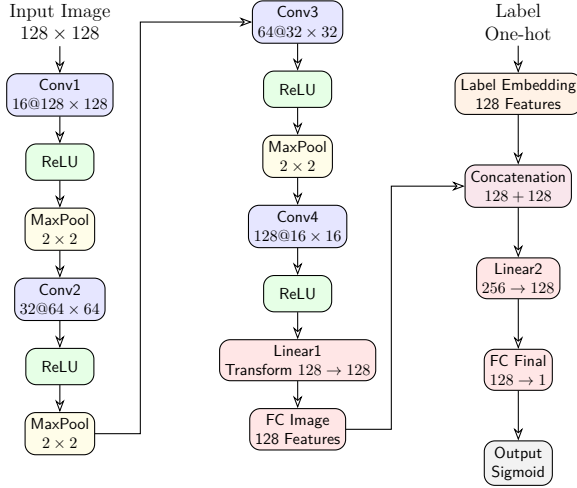 Input Image
128 × 128
Conv1
16@128 × 128
ReLU
MaxPool
2 × 2
Conv2
32@64 × 64
ReLU
MaxPool
2 × 2
Conv3
64@32 × 32
ReLU
MaxPool
2 × 2
Conv4
128@16 × 16
ReLU
Linear1
Transform 128 → 128
FC Image
128 Features
Label
One-hot
Label Embedding
128 Features
Concatenation
128 + 128
Linear2
256 → 128
FC Final
128 → 1
Output
Sigmoid